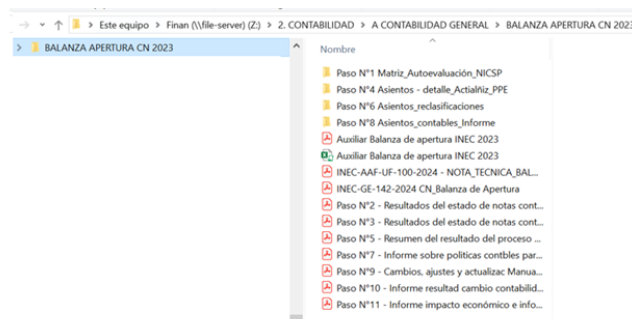 Este equipo > Finan (\\file-server) (Z:) > 2. CONTABILIDAD > A CONTABILIDAD GENERAL > BALANZA APERTURA CN 2023
BALANZA APERTURA CN 2023
Nombre
Paso N°1 Matriz_Autoevaluación_NICSP
Paso N°4 Asientos - detalle_Actialñiz_PPE
Paso N°6 Asientos_reclasificaciones
Paso N°8 Asientos_contables_Informe
Auxiliar Balanza de apertura INEC 2023
Auxiliar Balanza de apertura INEC 2023
INEC-AAF-UF-100-2024 - NOTA_TECNICA_BAL...
INEC-GE-142-2024 CN_Balanza de Apertura
Paso N°2 - Resultados del estado de notas cont...
Paso N°3 - Resultados del estado de notas cont...
Paso N°5 - Resumen del resultado del proceso ...
Paso N°7 - Informe sobre politicas contbles par...
Paso N°9 - Cambios, ajustes y actualizac Manua...
Paso N°10 - Informe resultad cambio contabilid...
Paso N°11 - Informe impacto económico e info...